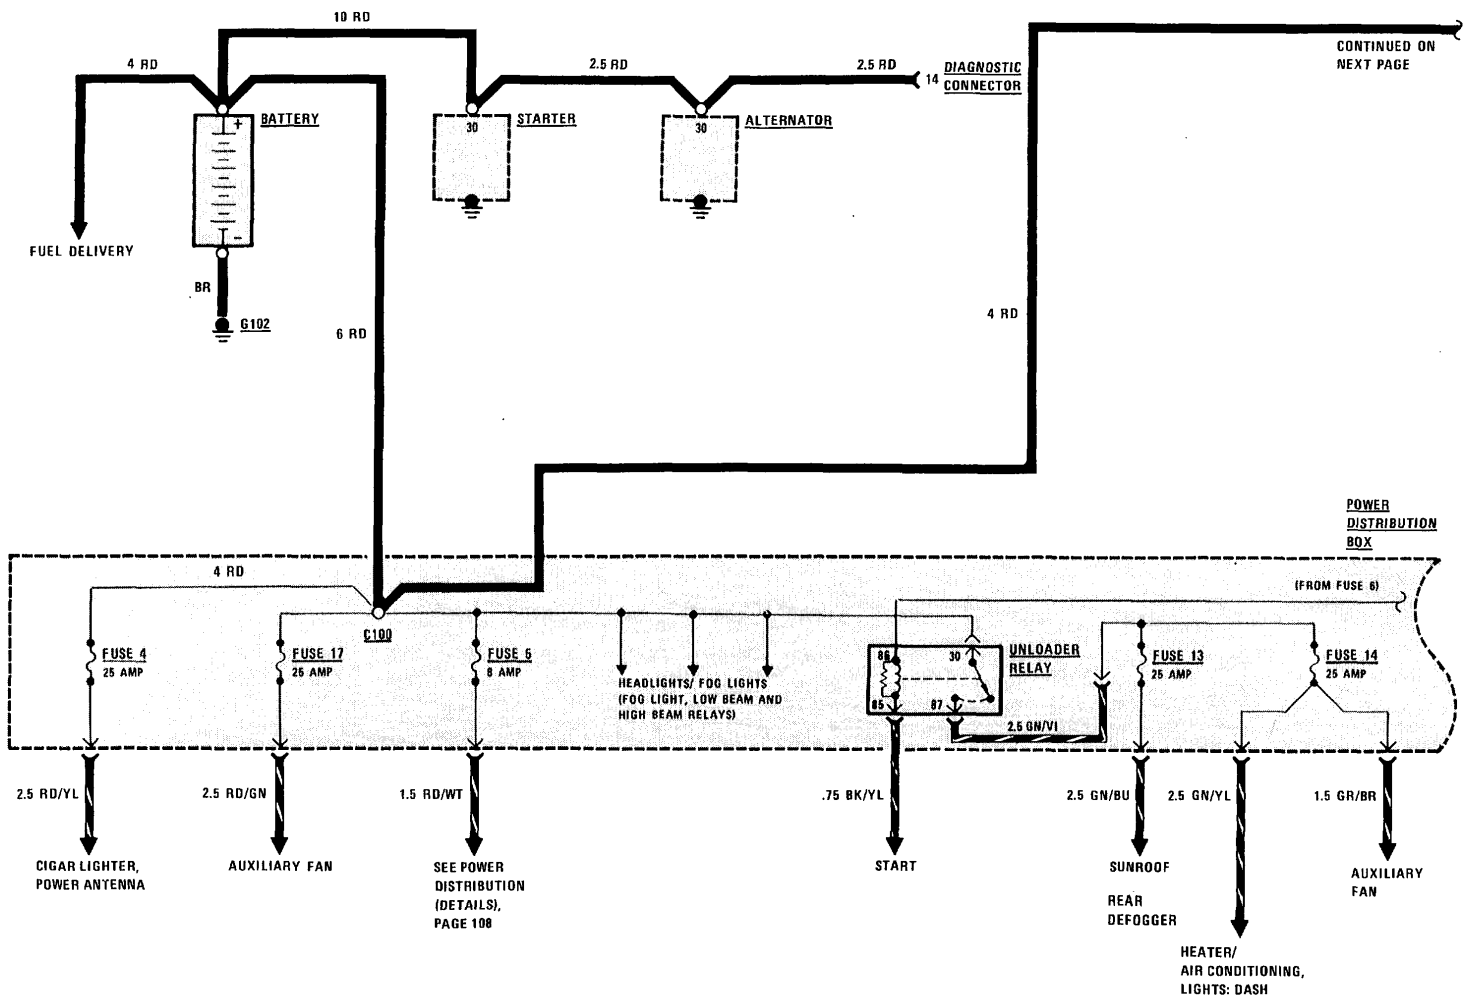 10 RD
CONTINUED ON
NEXT PAGE
4 RD
2.5 RD
2.5 RD
14
DIAGNOSTIC
CONNECTOR
+
BATTERY
30
STARTER
30
ALTERNATOR
-
FUEL DELIVERY
BR
G102
6 RD
4 RD
POWER
DISTRIBUTION
BOX
4 RD
(FROM FUSE 6)
C100
FUSE 4
25 AMP
FUSE 17
25 AMP
FUSE 5
8 AMP
HEADLIGHTS/ FOG LIGHTS
(FOG LIGHT, LOW BEAM AND
HIGH BEAM RELAYS)
86
30
85
87
UNLOADER
RELAY
FUSE 13
25 AMP
FUSE 14
25 AMP
2.5 GN/VI
2.5 RD/YL
2.5 RD/GN
1.5 RD/WT
.75 BK/YL
2.5 GN/BU
2.5 GN/YL
1.5 GR/BR
CIGAR LIGHTER,
POWER ANTENNA
AUXILIARY FAN
SEE POWER
DISTRIBUTION
(DETAILS),
PAGE 108
START
SUNROOF
REAR
DEFOGGER
AUXILIARY
FAN
HEATER/
AIR CONDITIONING,
LIGHTS: DASH